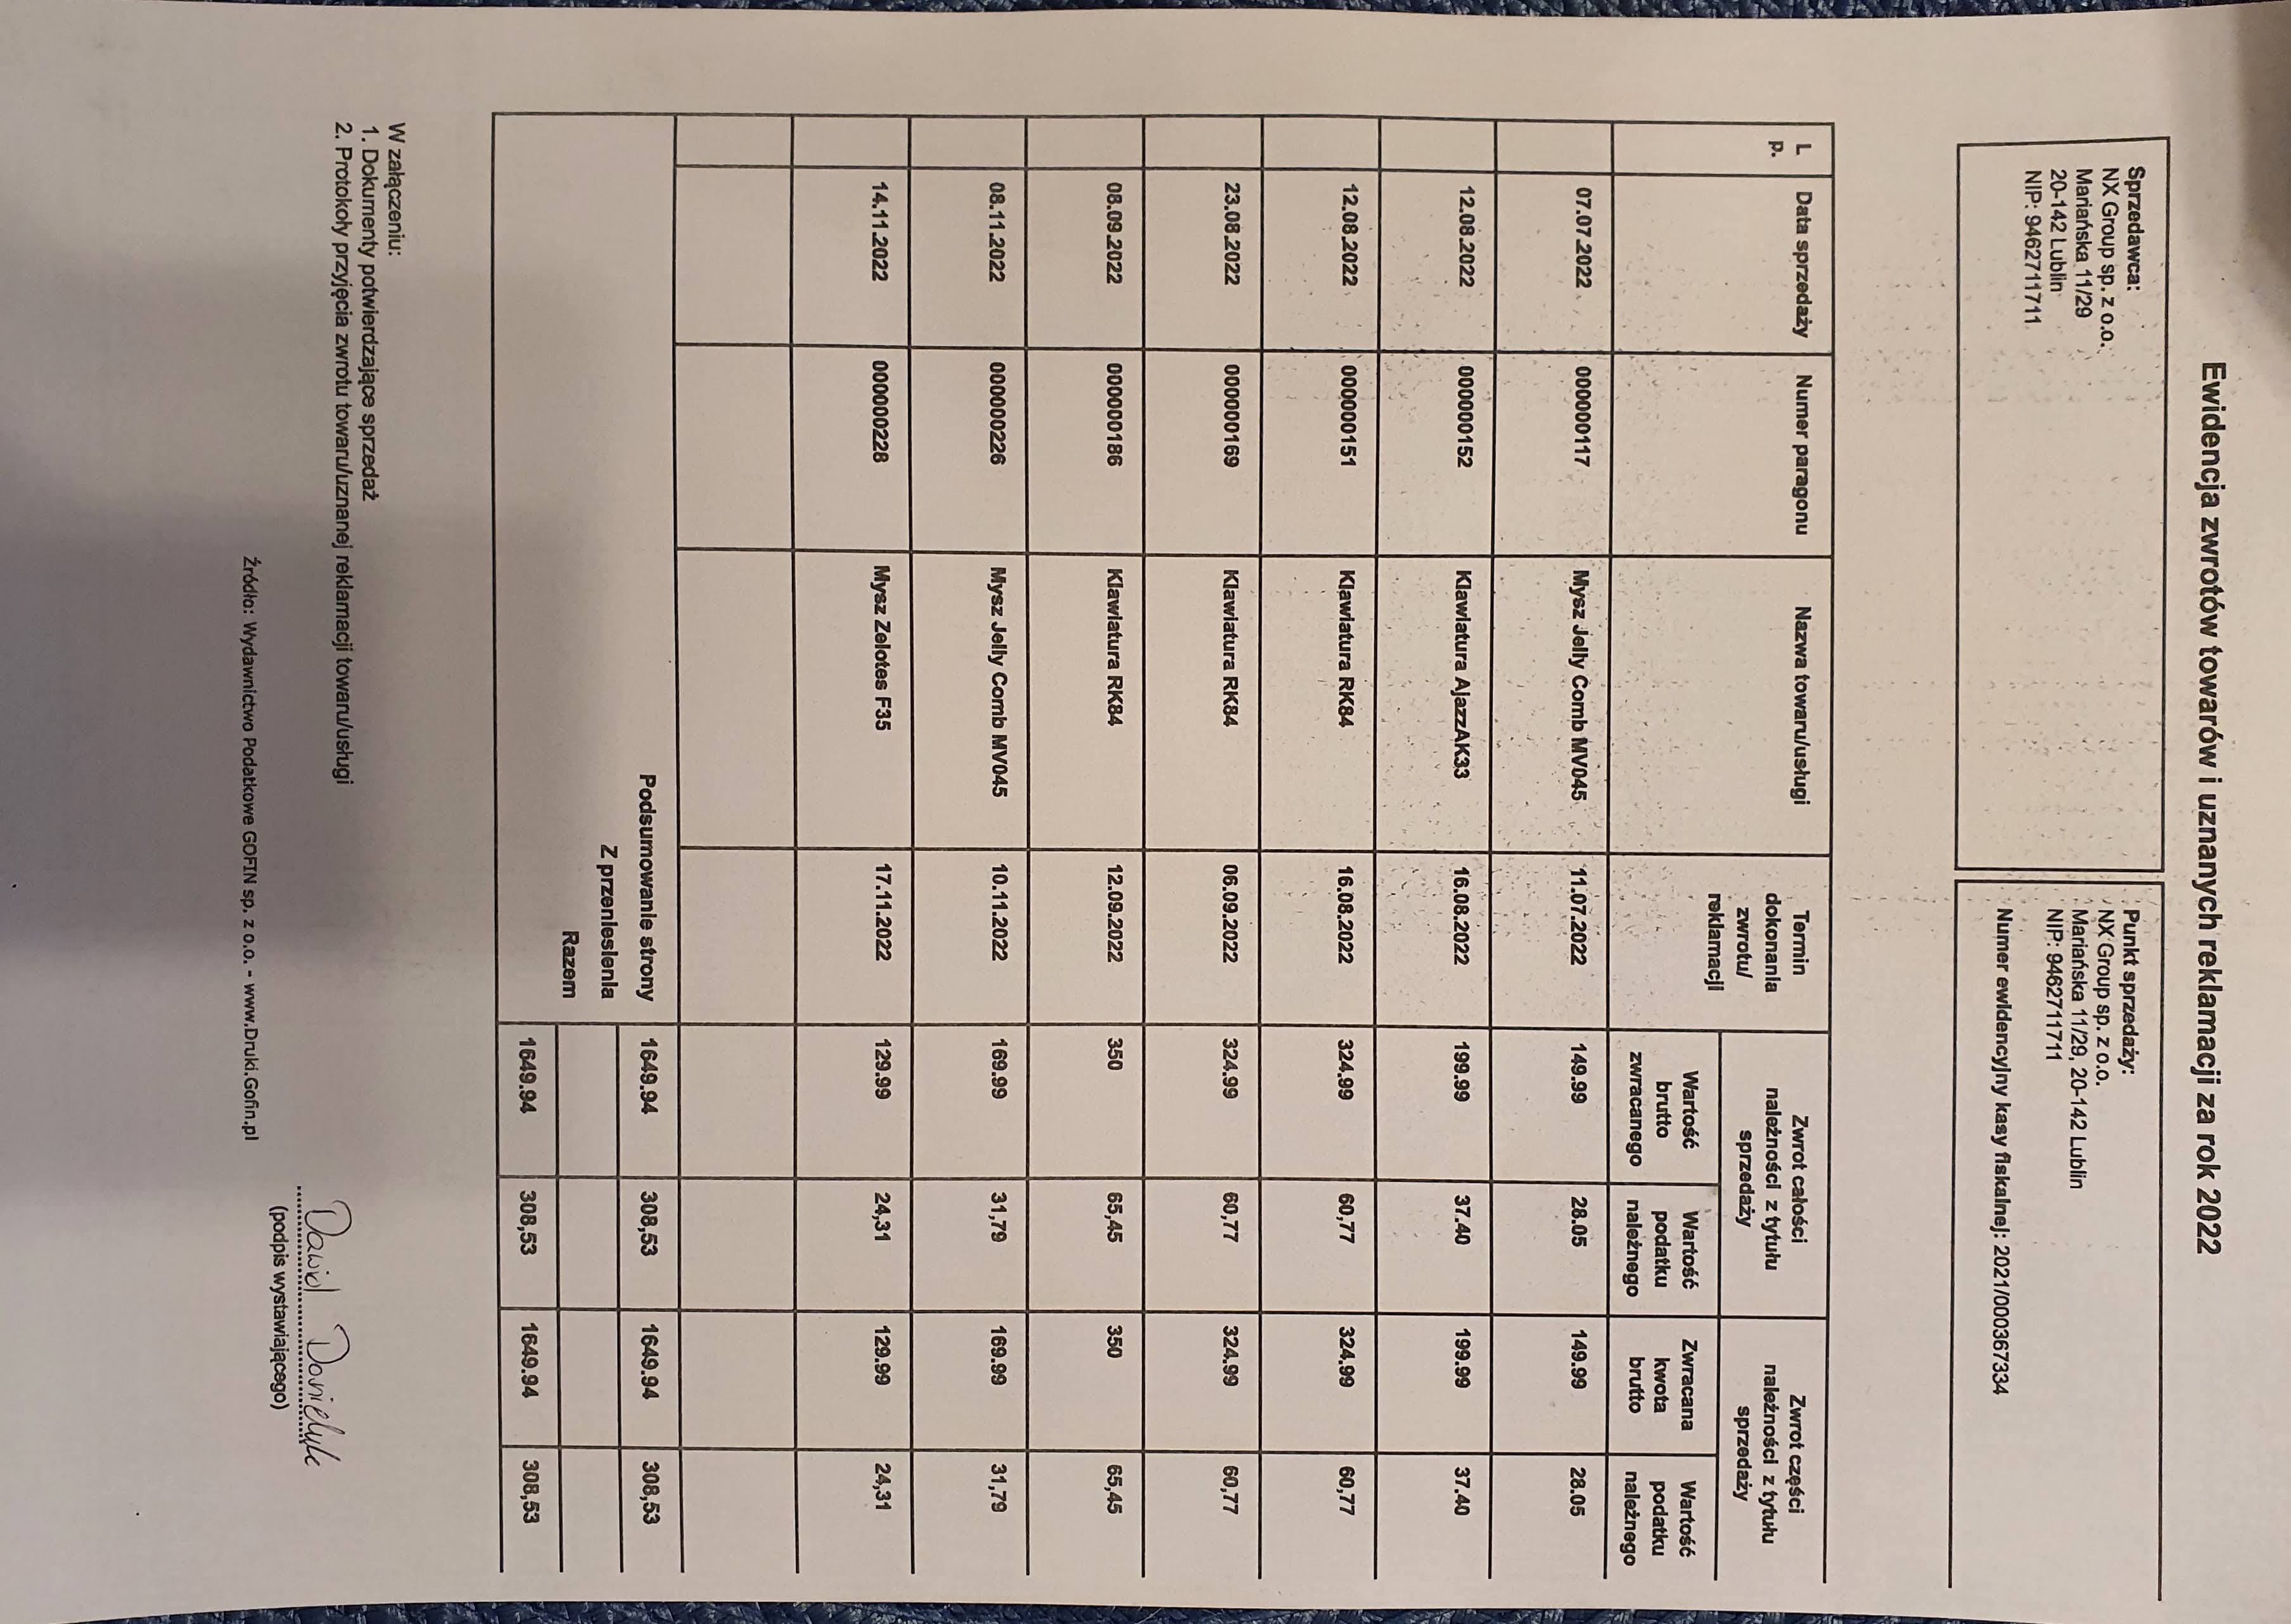 Ewidencja zwrotów towarów i uznanych reklamacji za rok 2022
Sprzedawca:
NX Group sp. z o.o.
Mariańska 11/29
20-142 Lublin
NIP: 9462711711
Punkt sprzedaży:
NX Group sp. z o.o.
Mariańska 11/29, 20-142 Lublin
NIP: 9462711711
Numer ewidencyjny kasy fiskalnej: 2021/000367334
L p. Data sprzedaży Numer paragonu Nazwa towaru/usługi Termin dokonania zwrotu/ reklamacji Zwrot całości należności z tytułu sprzedaży Zwrot części należności z tytułu sprzedaży
Wartość brutto zwracanego Wartość podatku należnego Zwracana kwota brutto Wartość podatku należnego
07.07.2022 000000117 Mysz Jelly Comb MV045 11.07.2022 149.99 28.05 149.99 28.05
12.08.2022 000000152 Klawiatura AjazzAK33 16.08.2022 199.99 37.40 199.99 37.40
12.08.2022 000000151 Klawiatura RK84 16.08.2022 324.99 60,77 324.99 60,77
23.08.2022 000000169 Klawiatura RK84 06.09.2022 324.99 60,77 324.99 60,77
08.09.2022 000000186 Klawiatura RK84 12.09.2022 350 65,45 350 65,45
08.11.2022 000000226 Mysz Jelly Comb MV045 10.11.2022 169.99 31,79 169.99 31,79
14.11.2022 000000228 Mysz Zelotes F35 17.11.2022 129.99 24,31 129.99 24,31
Podsumowanie strony 1649.94 308,53 1649.94 308,53
Z przeniesienia
Razem 1649.94 308,53 1649.94 308,53
W załączeniu:
1. Dokumenty potwierdzające sprzedaż
2. Protokoły przyjęcia zwrotu towaru/uznanej reklamacji towaru/usługi
Dawid Danieluk
(podpis wystawiającego)
Źródło: Wydawnictwo Podatkowe GOFIN sp. z o.o. - www.Druki.Gofin.pl